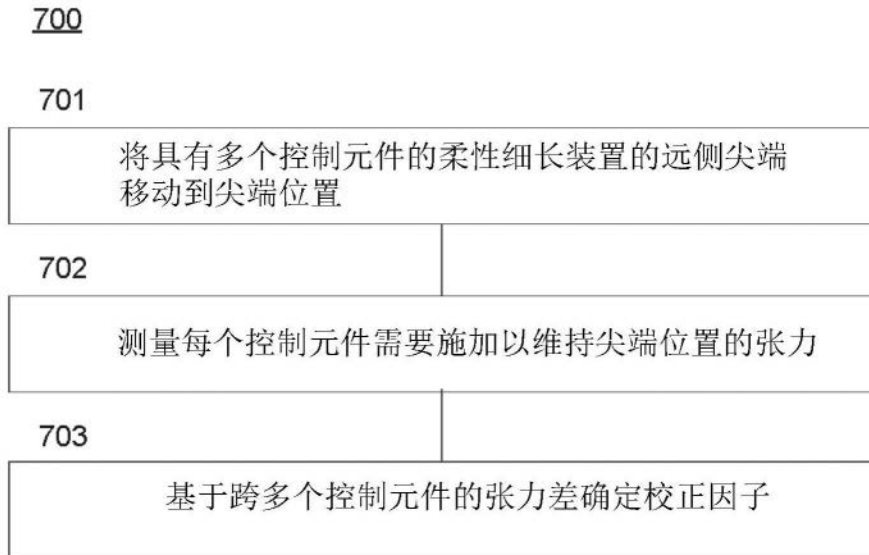 700
701
将具有多个控制元件的柔性细长装置的远侧尖端
移动到尖端位置
702
测量每个控制元件需要施加以维持尖端位置的张力
703
基于跨多个控制元件的张力差确定校正因子